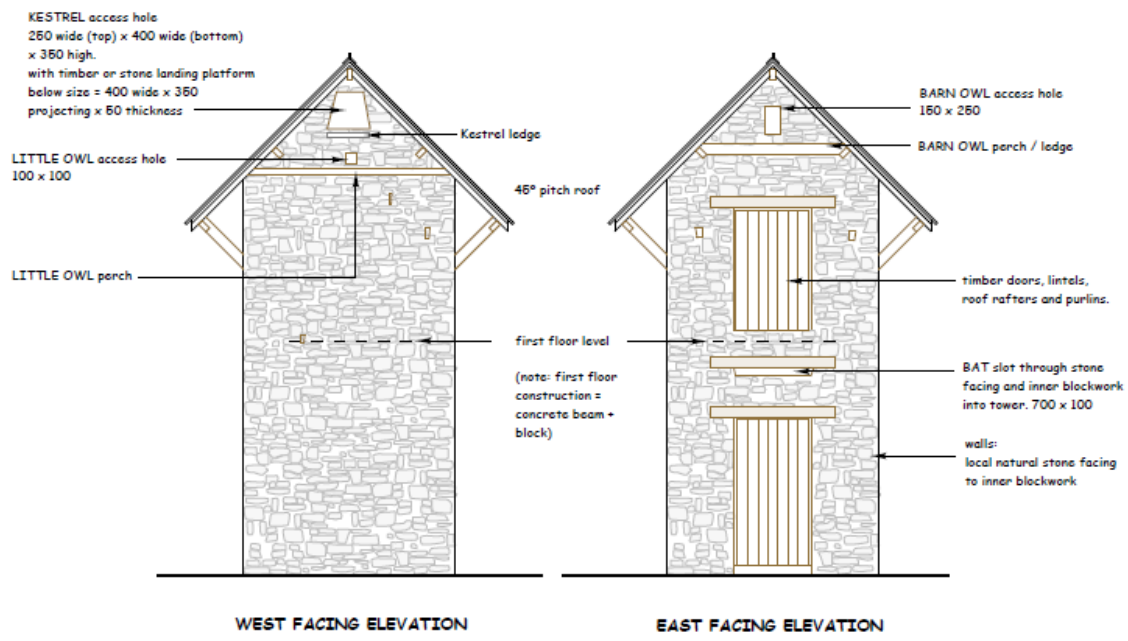 KESTREL access hole
250 wide (top) x 400 wide (bottom)
x 350 high.
with timber or stone landing platform
below size = 400 wide x 350
projecting x 50 thickness
Kestrel ledge
LITTLE OWL access hole
100 x 100
45° pitch roof
LITTLE OWL perch
first floor level
(note: first floor
construction =
concrete beam +
block)
BARN OWL access hole
150 x 250
BARN OWL perch / ledge
timber doors, lintels,
roof rafters and purlins.
BAT slot through stone
facing and inner blockwork
into tower. 700 x 100
walls:
local natural stone facing
to inner blockwork
WEST FACING ELEVATION
EAST FACING ELEVATION